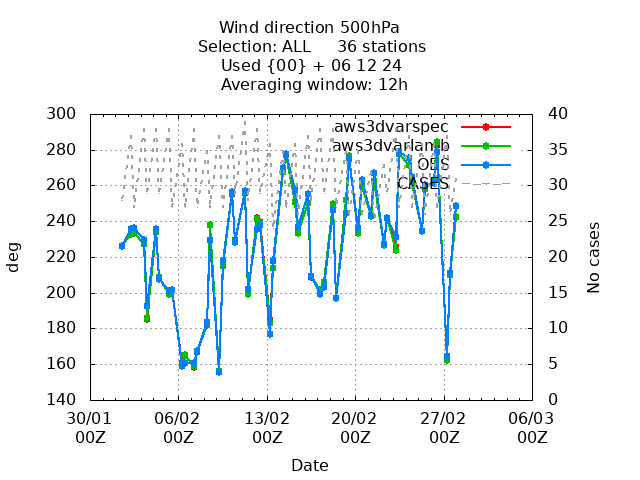 Wind direction 500hPa
Selection: ALL 36 stations
Used {00} + 06 12 24
Averaging window: 12h
300 40
aws3dvarspec
aws3dvarlamb
OBS
CASES
280 35
260 30
240 25
220 20
200 15
180 10
160 5
140 0
deg
No cases
30/01 06/02 13/02 20/02 27/02 06/03
00Z 00Z 00Z 00Z 00Z 00Z
Date